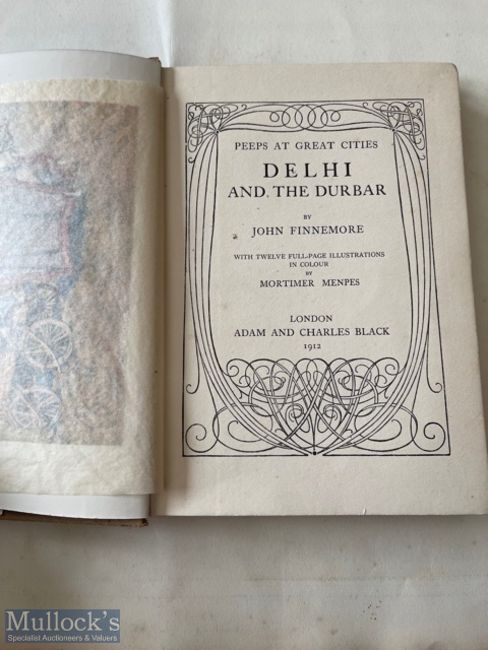 PEEPS AT GREAT CITIES
DELHI
AND THE DURBAR
BY
JOHN FINNEMORE
WITH TWELVE FULL-PAGE ILLUSTRATIONS
IN COLOUR
BY
MORTIMER MENPES
LONDON
ADAM AND CHARLES BLACK
1912
Mullock's
Specialist Auctioneers & Valuers